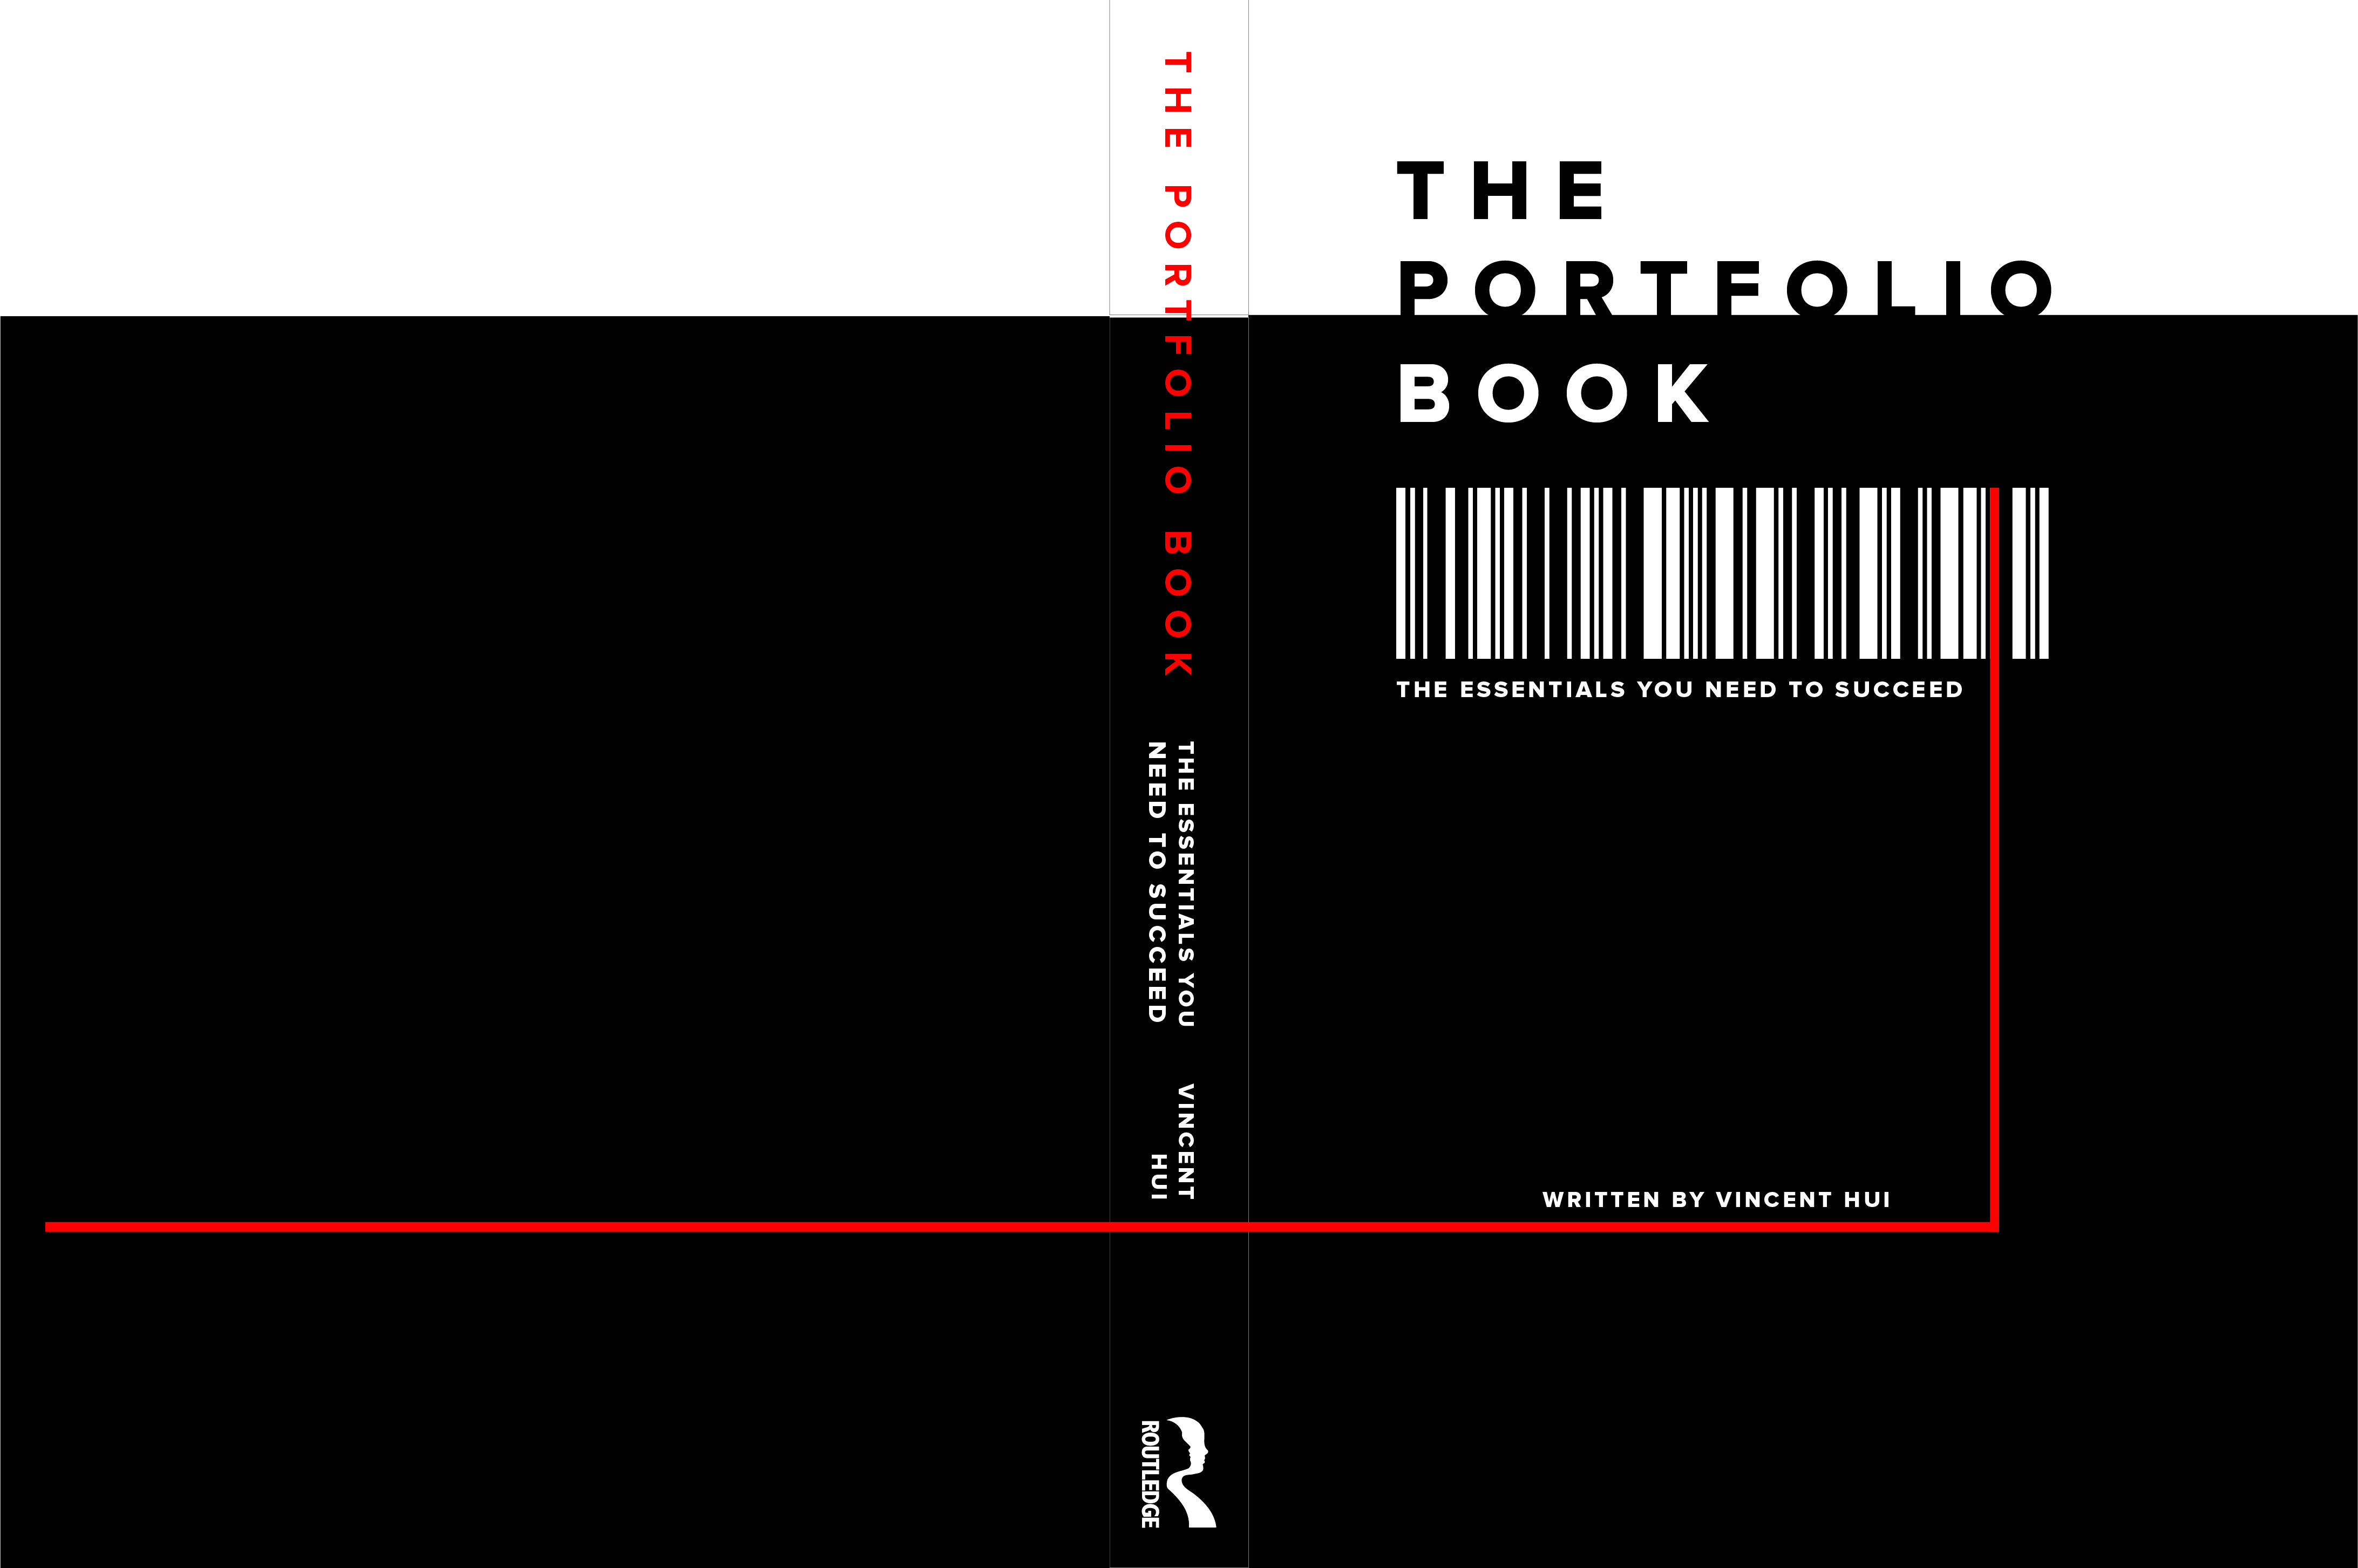 THE PORTFOLIO BOOK
THE ESSENTIALS YOU
NEED TO SUCCEED
VINCENT
HUI
ROUTLEDGE
THE
PORTFOLIO
BOOK
THE ESSENTIALS YOU NEED TO SUCCEED
WRITTEN BY VINCENT HUI